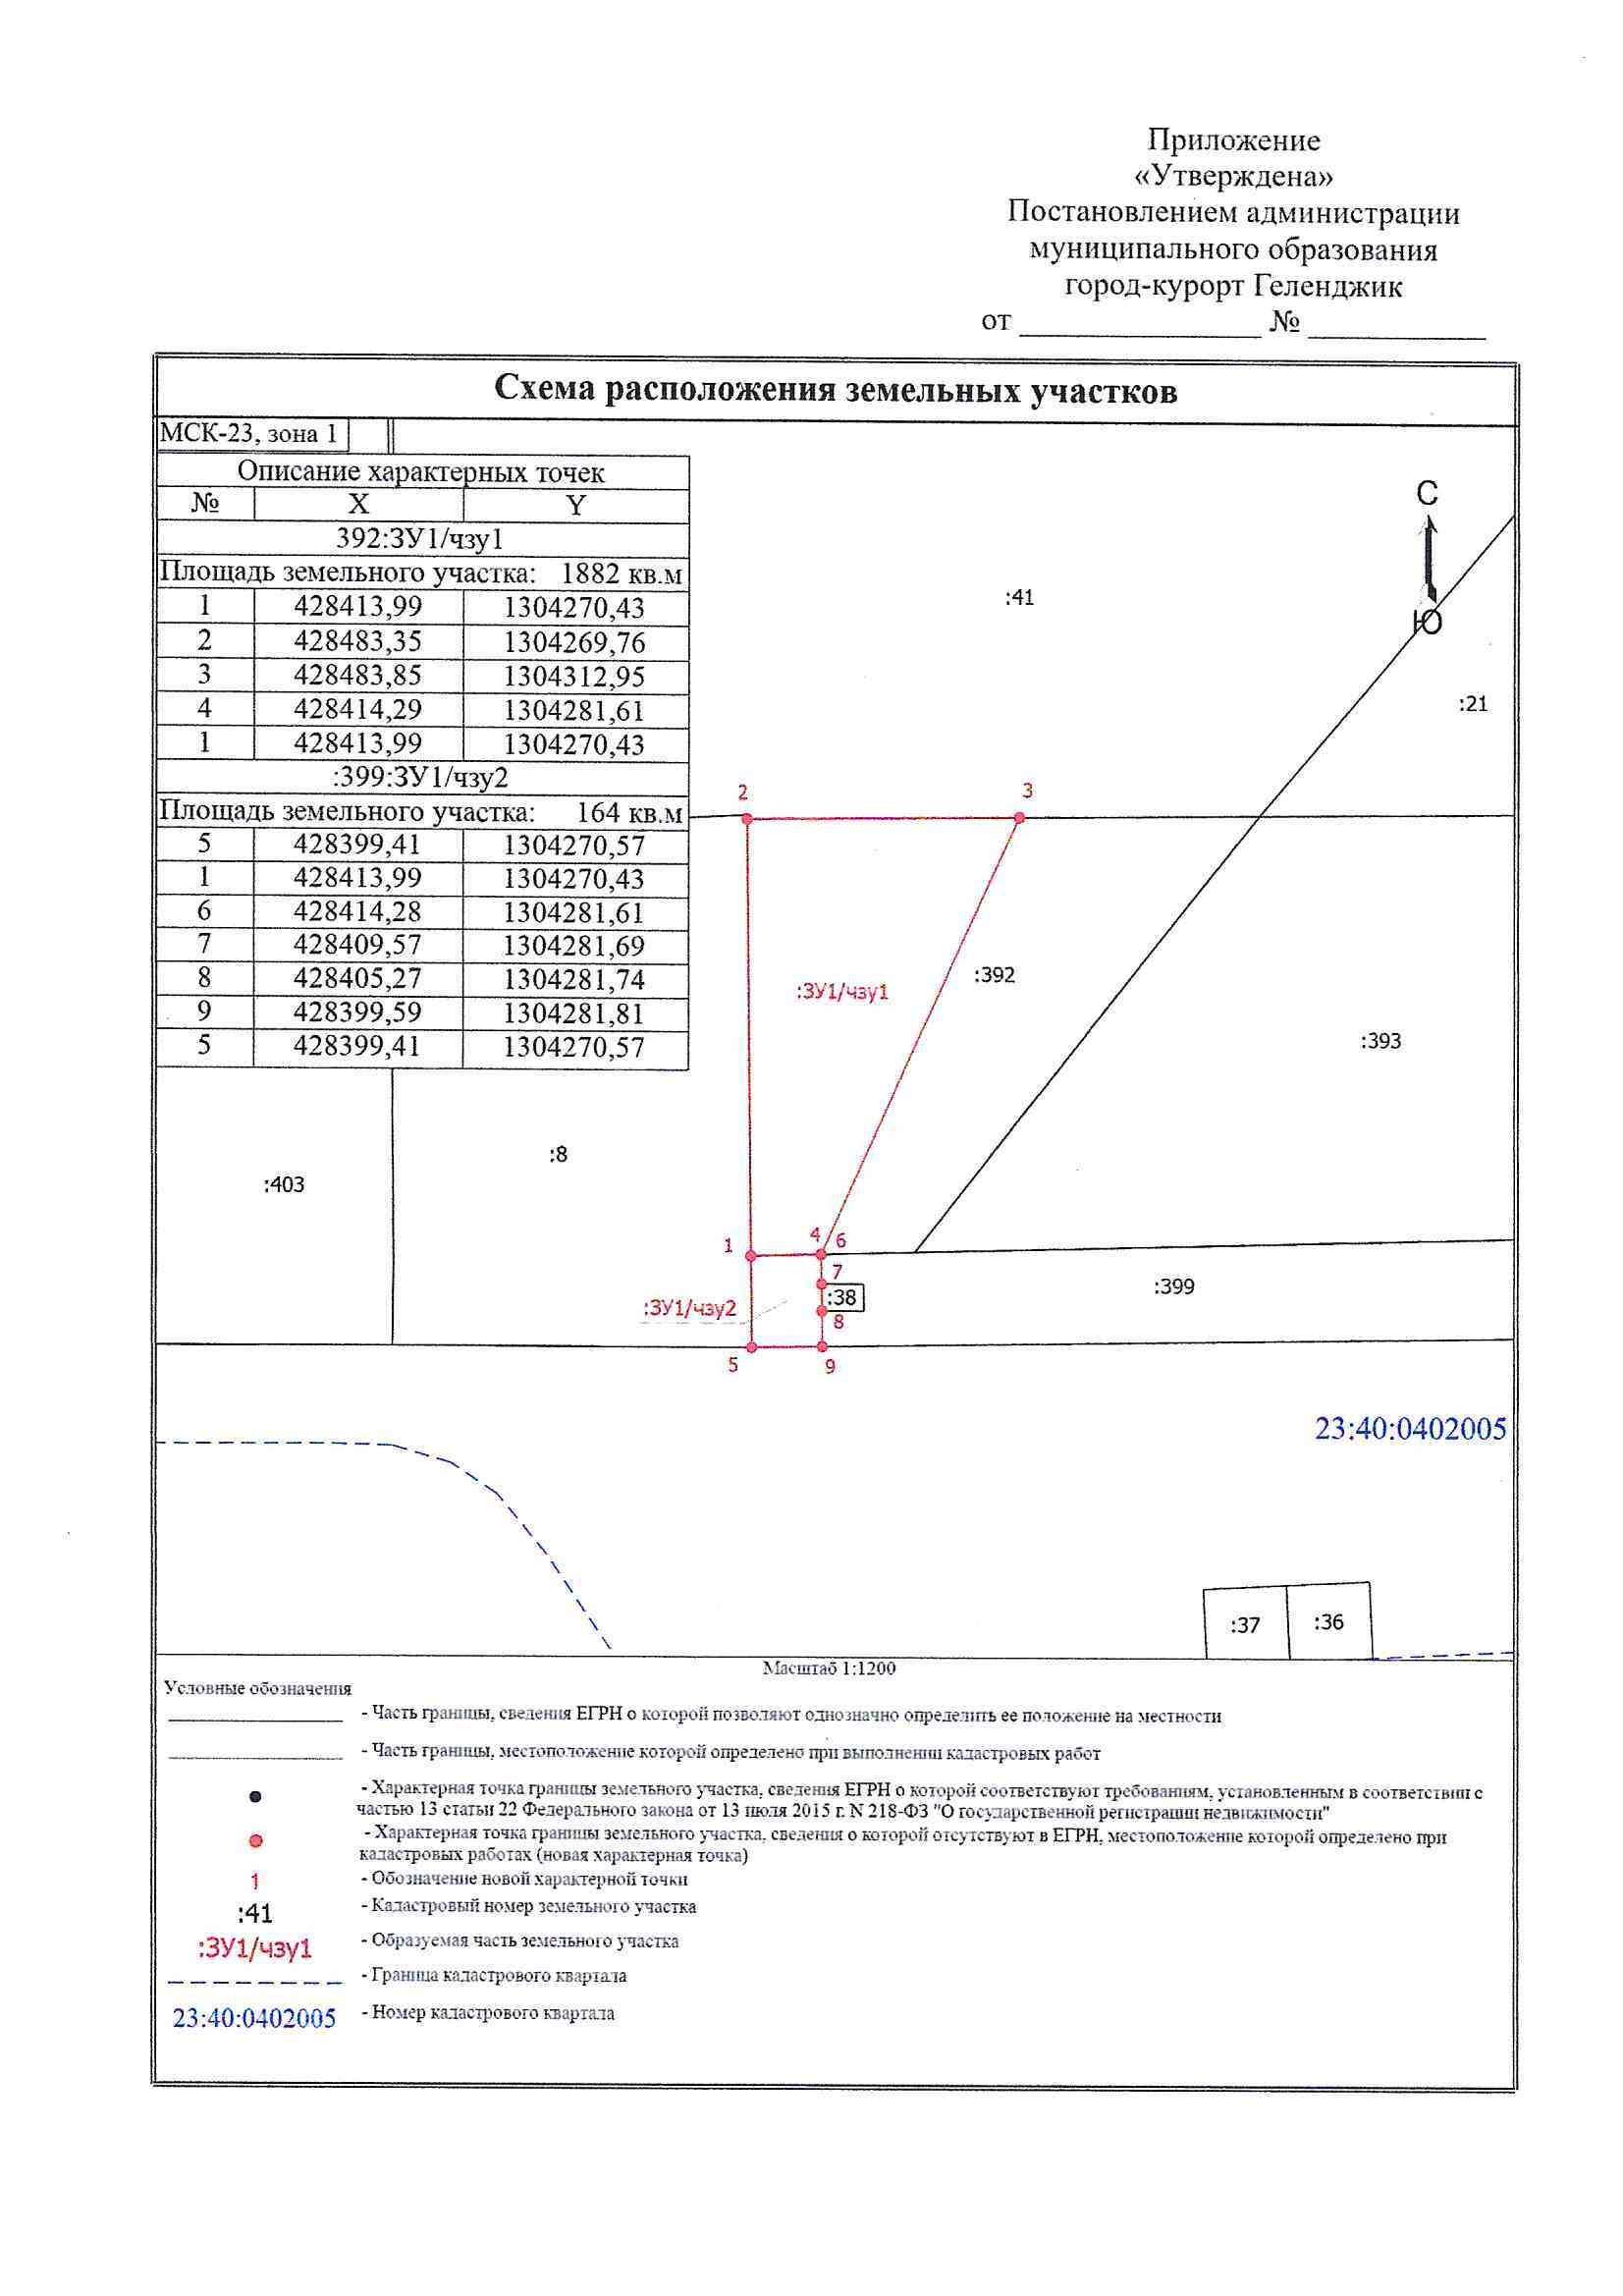 Приложение
«Утверждена»
Постановлением администрации
муниципального образования
город-курорт Геленджик
от _______________ № ___________
Схема расположения земельных участков
МСК-23, зона 1
Описание характерных точек
№ X Y
392:ЗУ1/чзу1
Площадь земельного участка: 1882 кв.м
1 428413,99 1304270,43
2 428483,35 1304269,76
3 428483,85 1304312,95
4 428414,29 1304281,61
1 428413,99 1304270,43
:399:ЗУ1/чзу2
Площадь земельного участка: 164 кв.м
5 428399,41 1304270,57
1 428413,99 1304270,43
6 428414,28 1304281,61
7 428409,57 1304281,69
8 428405,27 1304281,74
9 428399,59 1304281,81
5 428399,41 1304270,57
С
Ю
:41
:21
2
3
:392
:ЗУ1/чзу1
:393
:8
:403
1
4
6
7
:38
:399
:ЗУ1/чзу2
8
5
9
23:40:0402005
:37
:36
Масштаб 1:1200
Условные обозначения
- Часть границы, сведения ЕГРН о которой позволяют однозначно определить ее положение на местности
- Часть границы, местоположение которой определено при выполнении кадастровых работ
- Характерная точка границы земельного участка, сведения ЕГРН о которой соответствуют требованиям, установленным в соответствии с
частью 13 статьи 22 Федерального закона от 13 июля 2015 г. N 218-ФЗ "О государственной регистрации недвижимости"
- Характерная точка границы земельного участка, сведения о которой отсутствуют в ЕГРН, местоположение которой определено при
кадастровых работах (новая характерная точка)
1 - Обозначение новой характерной точки
:41 - Кадастровый номер земельного участка
:ЗУ1/чзу1 - Образуемая часть земельного участка
- Граница кадастрового квартала
23:40:0402005 - Номер кадастрового квартала